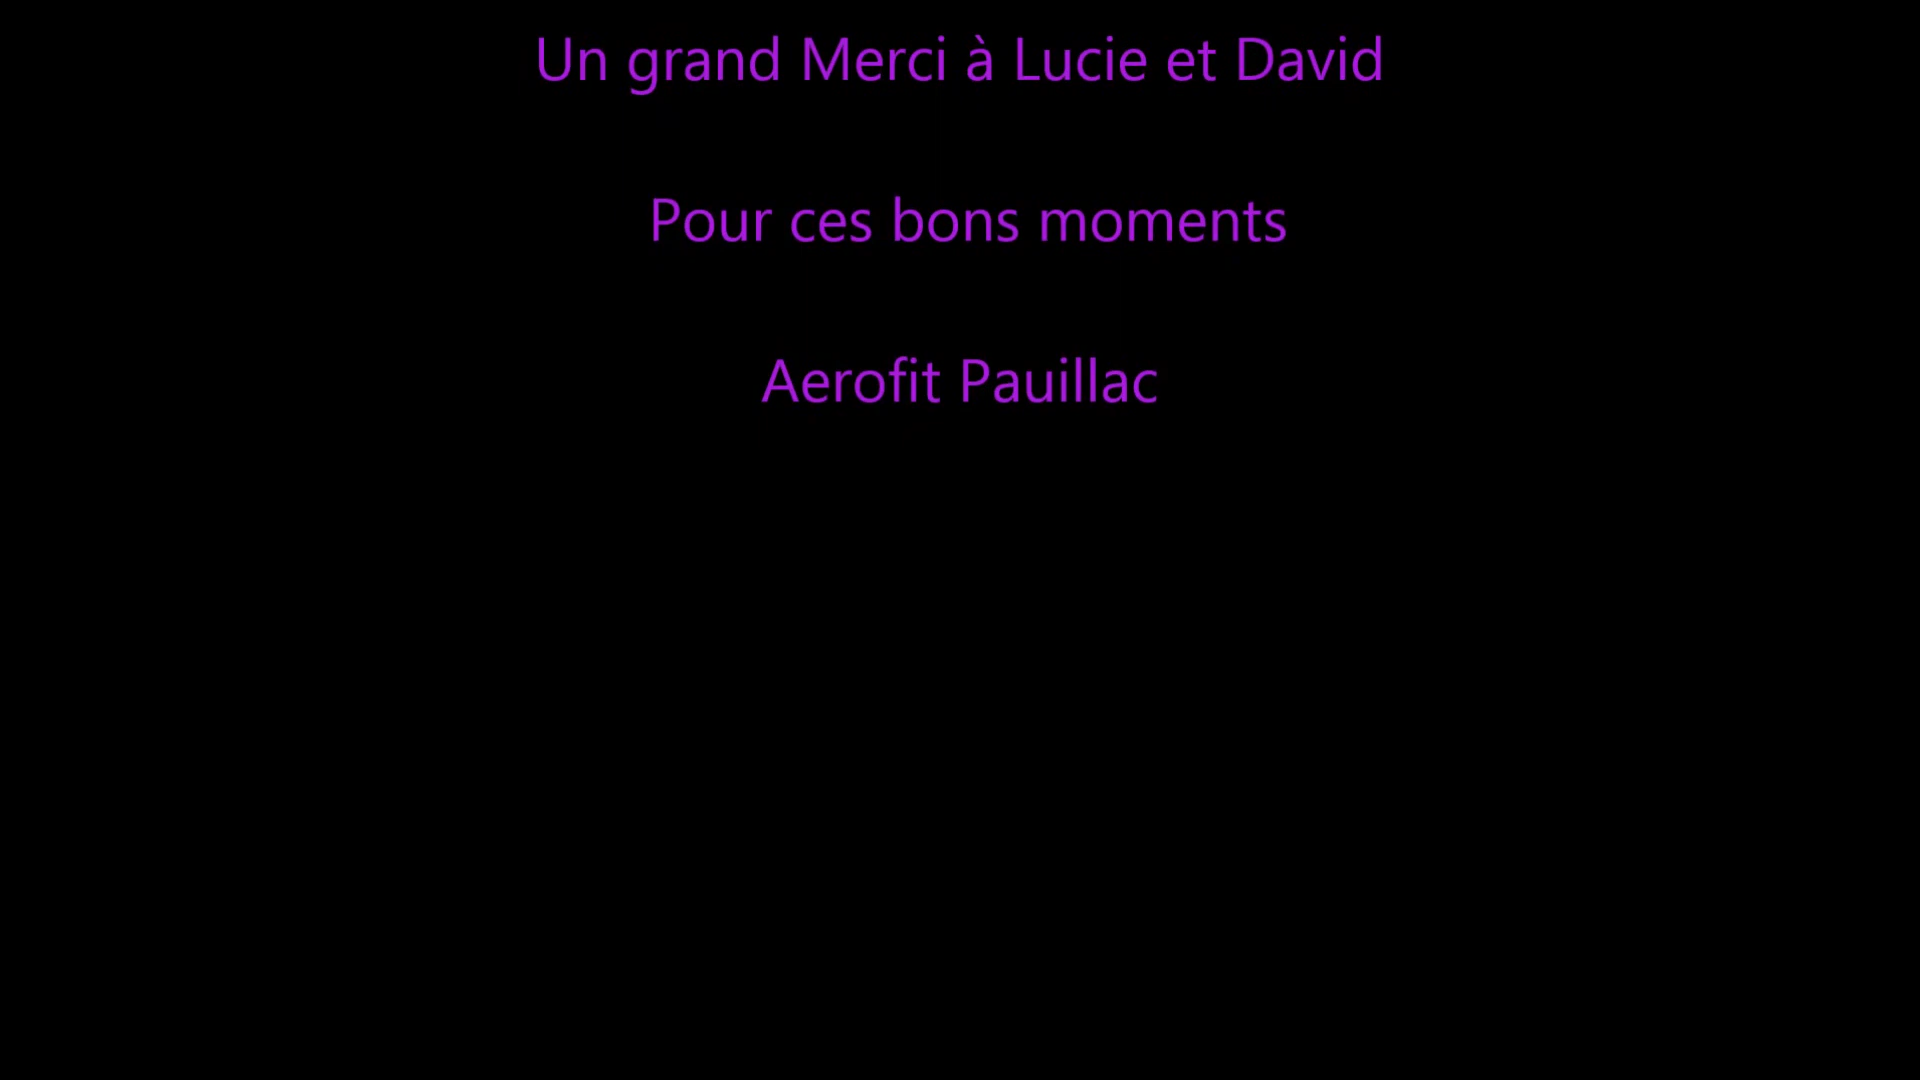 Un grand Merci à Lucie et David
Pour ces bons moments
Aerofit Pauillac